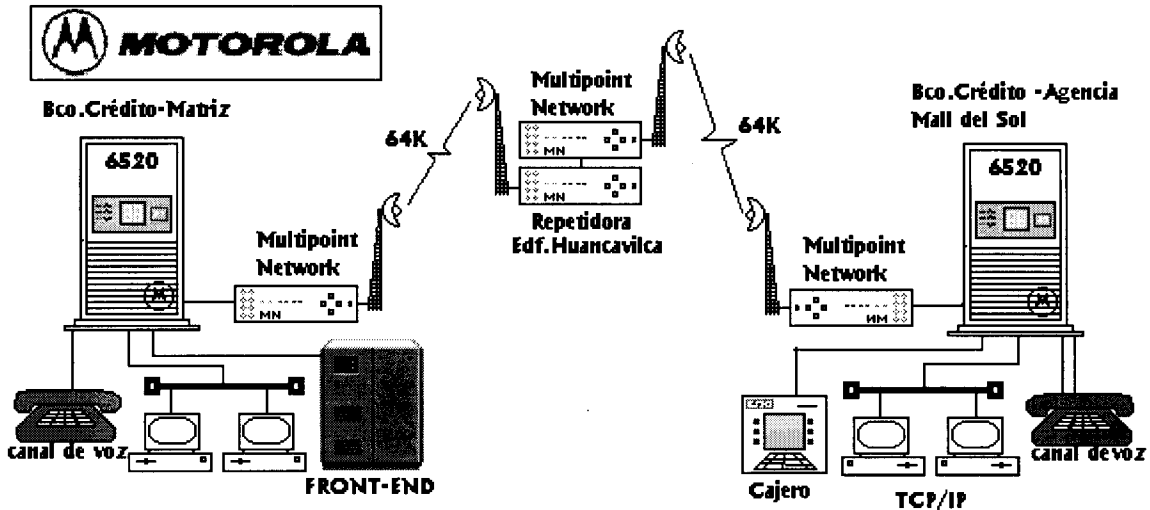 MOTOROLA
Bco.Crédito-Matriz
6520
Multipoint
Network
MN
64K
Multipoint
Network
MN
MN
Repetidora
Edf.Huancavilca
64K
Bco.Crédito -Agencia
Mall del Sol
6520
Multipoint
Network
MN
canal de voz
FRONT-END
Cajero
TCP/IP
canal de voz